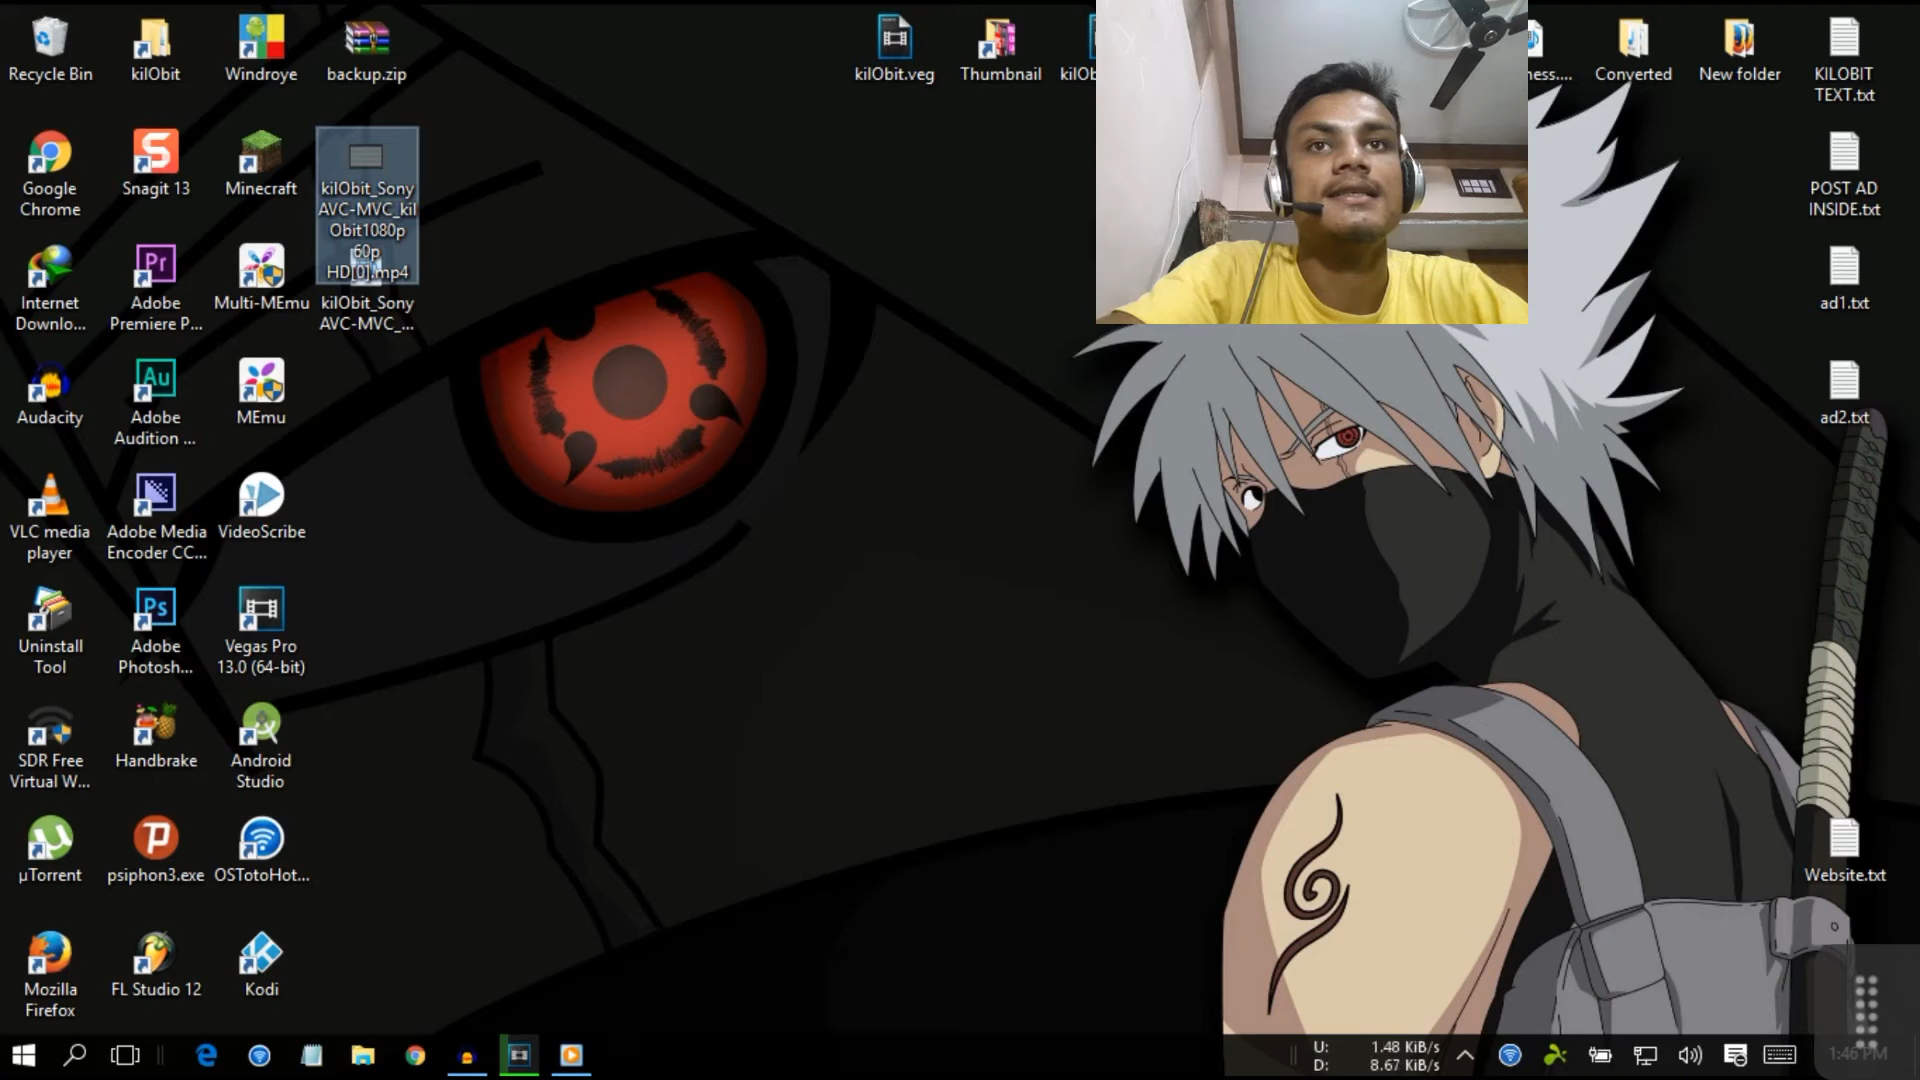 Recycle Bin
kilObit
Windroye
backup.zip
kilObit.veg
Thumbnail
kilOb
ness....
Converted
New folder
KILOBIT
TEXT.txt
Google
Chrome
Snagit 13
Minecraft
kilObit_Sony
AVC-MVC_kil
Obit1080p
60p
HD[0].mp4
POST AD
INSIDE.txt
Internet
Downlo...
Adobe
Premiere P...
Multi-MEmu
kilObit_Sony
AVC-MVC_...
ad1.txt
Audacity
Adobe
Audition ...
MEmu
ad2.txt
VLC media
player
Adobe Media
Encoder CC...
VideoScribe
Uninstall
Tool
Adobe
Photosh...
Vegas Pro
13.0 (64-bit)
SDR Free
Virtual W...
Handbrake
Android
Studio
µTorrent
psiphon3.exe
OSTotoHot...
Website.txt
Mozilla
Firefox
FL Studio 12
Kodi
U: 1.48 KiB/s
D: 8.67 KiB/s
1:46 PM